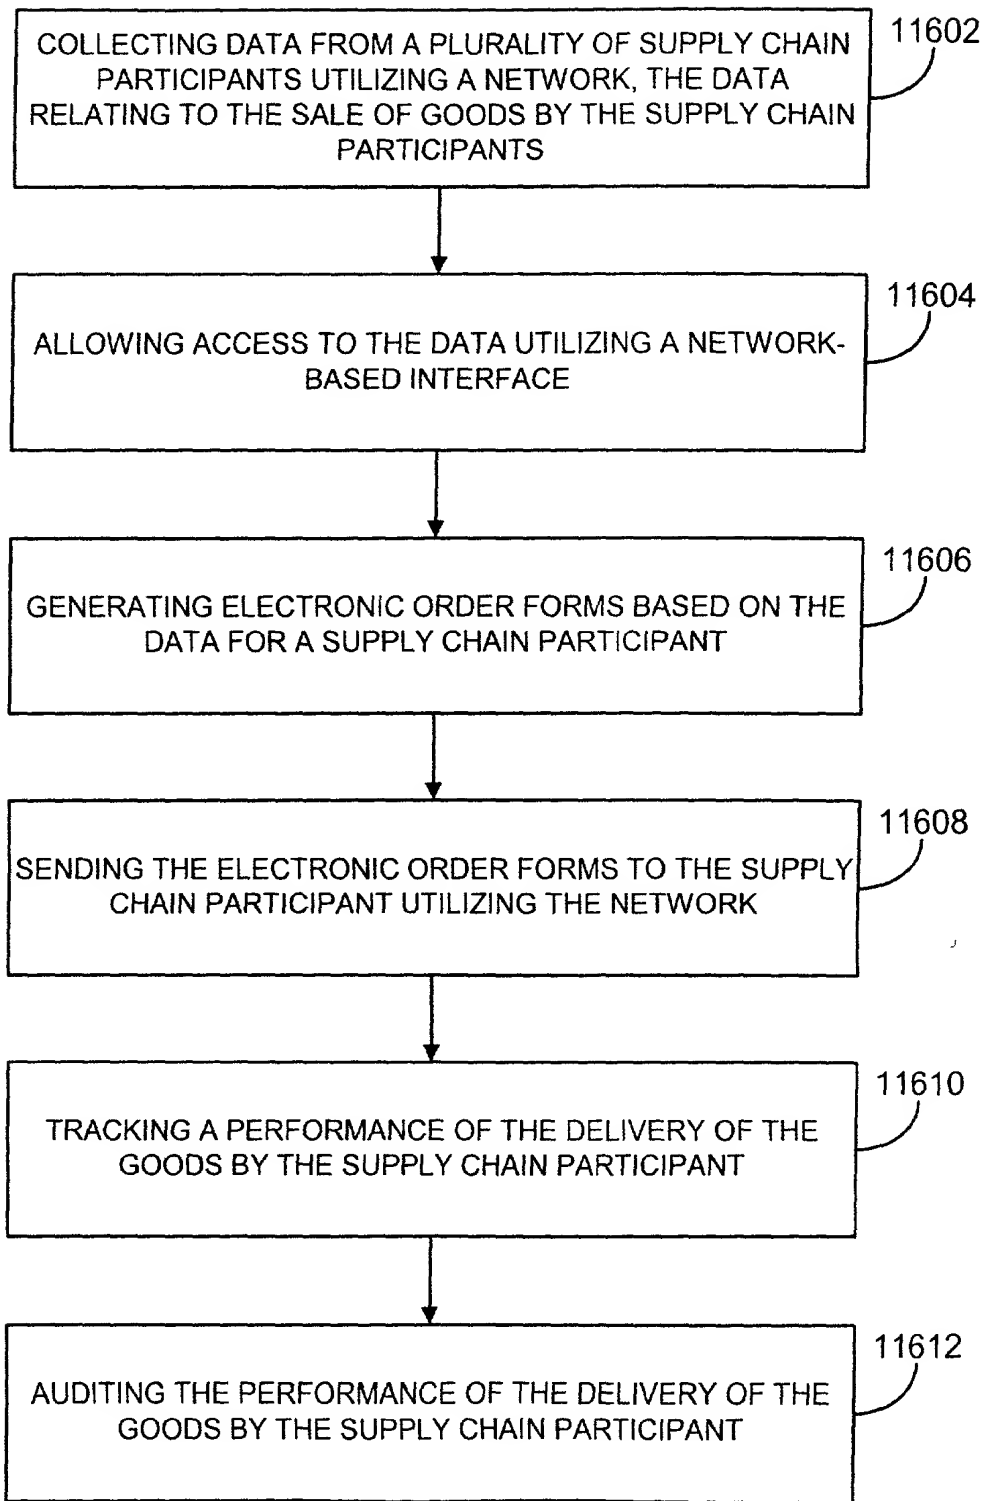 COLLECTING DATA FROM A PLURALITY OF SUPPLY CHAIN
PARTICIPANTS UTILIZING A NETWORK, THE DATA
RELATING TO THE SALE OF GOODS BY THE SUPPLY CHAIN
PARTICIPANTS
11602
ALLOWING ACCESS TO THE DATA UTILIZING A NETWORK-
BASED INTERFACE
11604
GENERATING ELECTRONIC ORDER FORMS BASED ON THE
DATA FOR A SUPPLY CHAIN PARTICIPANT
11606
SENDING THE ELECTRONIC ORDER FORMS TO THE SUPPLY
CHAIN PARTICIPANT UTILIZING THE NETWORK
11608
TRACKING A PERFORMANCE OF THE DELIVERY OF THE
GOODS BY THE SUPPLY CHAIN PARTICIPANT
11610
AUDITING THE PERFORMANCE OF THE DELIVERY OF THE
GOODS BY THE SUPPLY CHAIN PARTICIPANT
11612